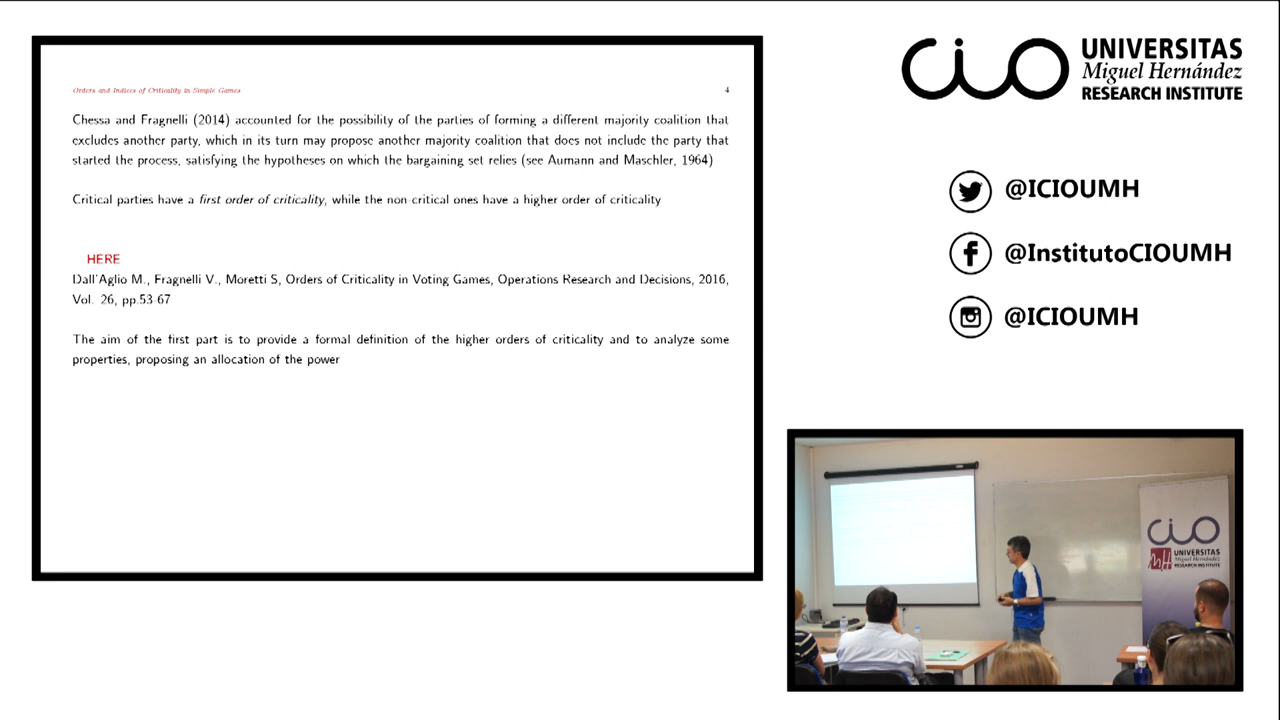 Orders and Indices of Criticality in Simple Games 4
Chessa and Fragnelli (2014) accounted for the possibility of the parties of forming a different majority coalition that
excludes another party, which in its turn may propose another majority coalition that does not include the party that
started the process, satisfying the hypotheses on which the bargaining set relies (see Aumann and Maschler, 1964)
Critical parties have a first order of criticality, while the non-critical ones have a higher order of criticality
HERE
Dall'Aglio M., Fragnelli V., Moretti S, Orders of Criticality in Voting Games, Operations Research and Decisions, 2016,
Vol. 26, pp.53-67
The aim of the first part is to provide a formal definition of the higher orders of criticality and to analyze some
properties, proposing an allocation of the power
cio
UNIVERSITAS
Miguel Hernández
RESEARCH INSTITUTE
@ICIOUMH
@InstitutoCIOUMH
@ICIOUMH
cio
UNIVERSITAS
Miguel Hernández
RESEARCH INSTITUTE